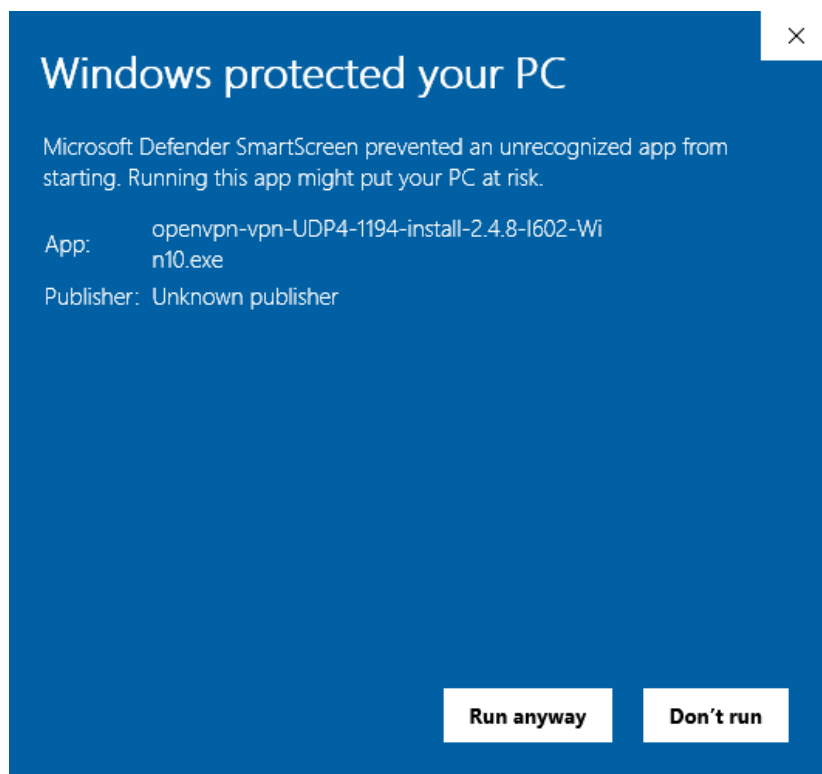 Windows protected your PC
Microsoft Defender SmartScreen prevented an unrecognized app from
starting. Running this app might put your PC at risk.
App: openvpn-vpn-UDP4-1194-install-2.4.8-I602-Wi
n10.exe
Publisher: Unknown publisher
Run anyway Don't run